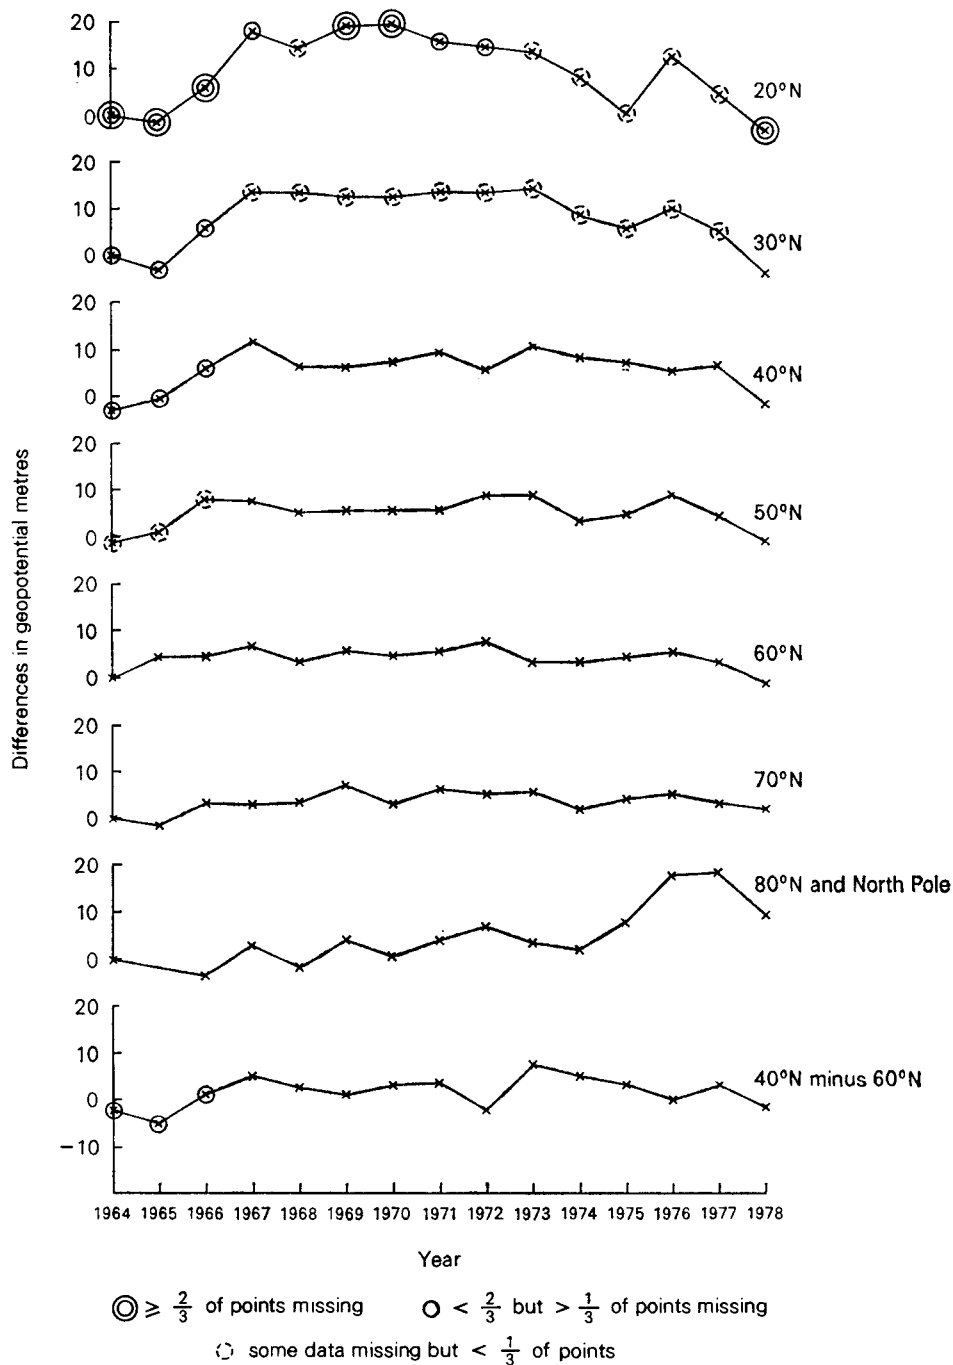 20
10
0
20°N
20
10
0
30°N
20
10
0
40°N
20
10
0
50°N
20
10
0
60°N
20
10
0
70°N
20
10
0
80°N and North Pole
20
10
0
−10
40°N minus 60°N
Differences in geopotential metres
1964 1965 1966 1967 1968 1969 1970 1971 1972 1973 1974 1975 1976 1977 1978
Year
≥ 2/3 of points missing < 2/3 but > 1/3 of points missing
some data missing but < 1/3 of points